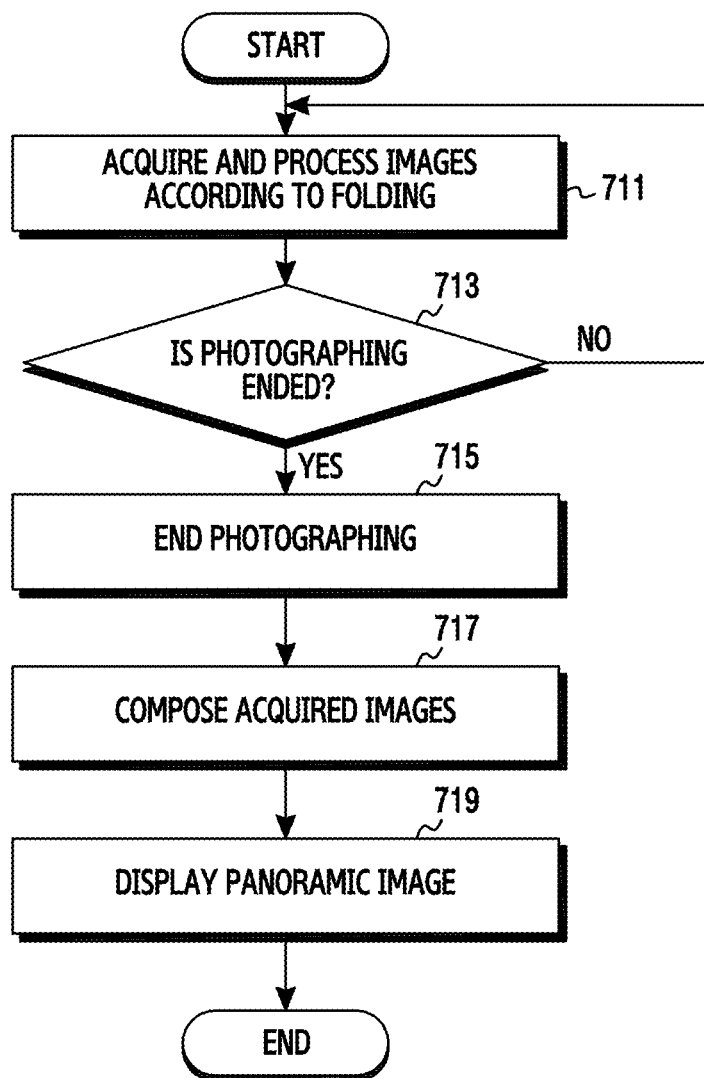 START
ACQUIRE AND PROCESS IMAGES
ACCORDING TO FOLDING
711
713
IS PHOTOGRAPHING
ENDED?
NO
YES
715
END PHOTOGRAPHING
717
COMPOSE ACQUIRED IMAGES
719
DISPLAY PANORAMIC IMAGE
END